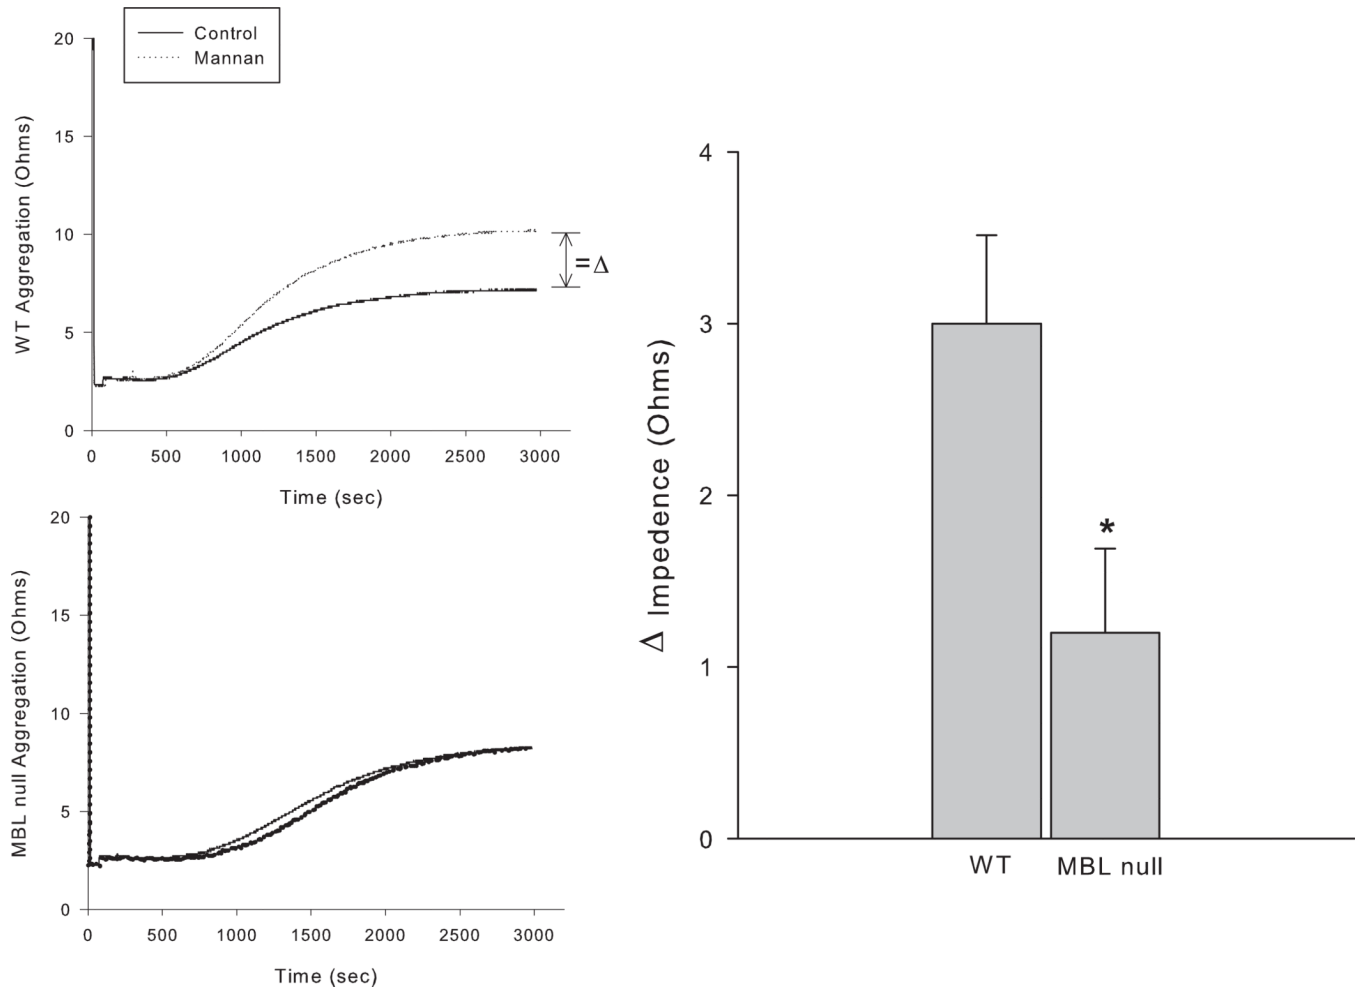 Control
Mannan
20
15
10
5
0
WT Aggregation (Ohms)
= Δ
0 500 1000 1500 2000 2500 3000
Time (sec)
20
15
10
5
0
MBL null Aggregation (Ohms)
0 500 1000 1500 2000 2500 3000
Time (sec)
4
3
2
1
0
Δ Impedence (Ohms)
*
WT MBL null